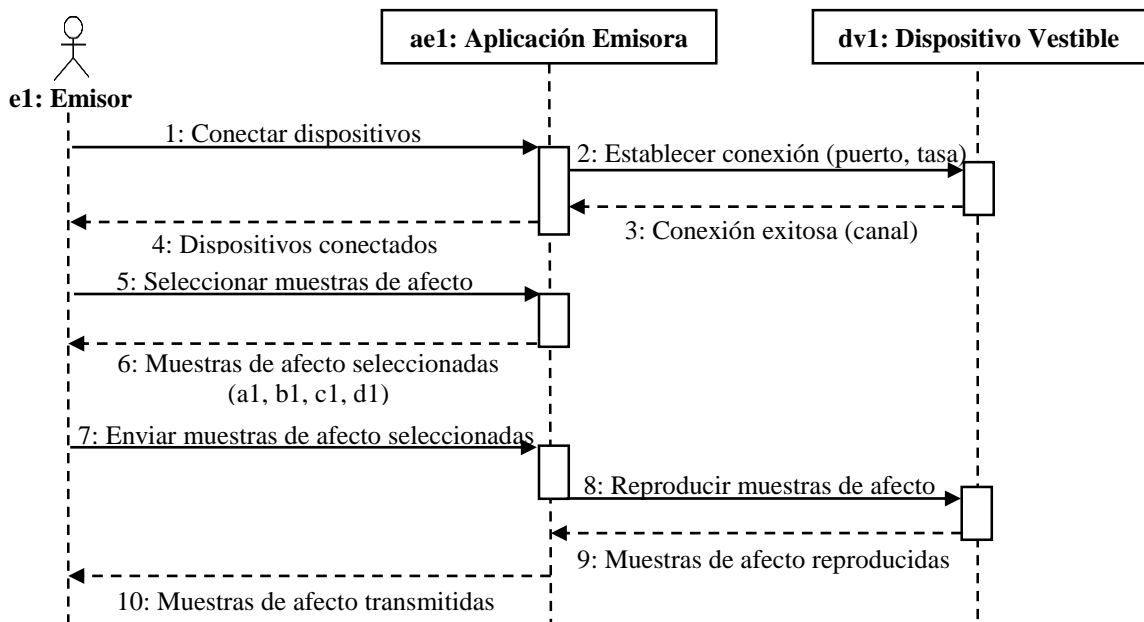 ae1: Aplicación Emisora
dv1: Dispositivo Vestible
e1: Emisor
1: Conectar dispositivos
2: Establecer conexión (puerto, tasa)
3: Conexión exitosa (canal)
4: Dispositivos conectados
5: Seleccionar muestras de afecto
6: Muestras de afecto seleccionadas
(a1, b1, c1, d1)
7: Enviar muestras de afecto seleccionadas
8: Reproducir muestras de afecto
9: Muestras de afecto reproducidas
10: Muestras de afecto transmitidas